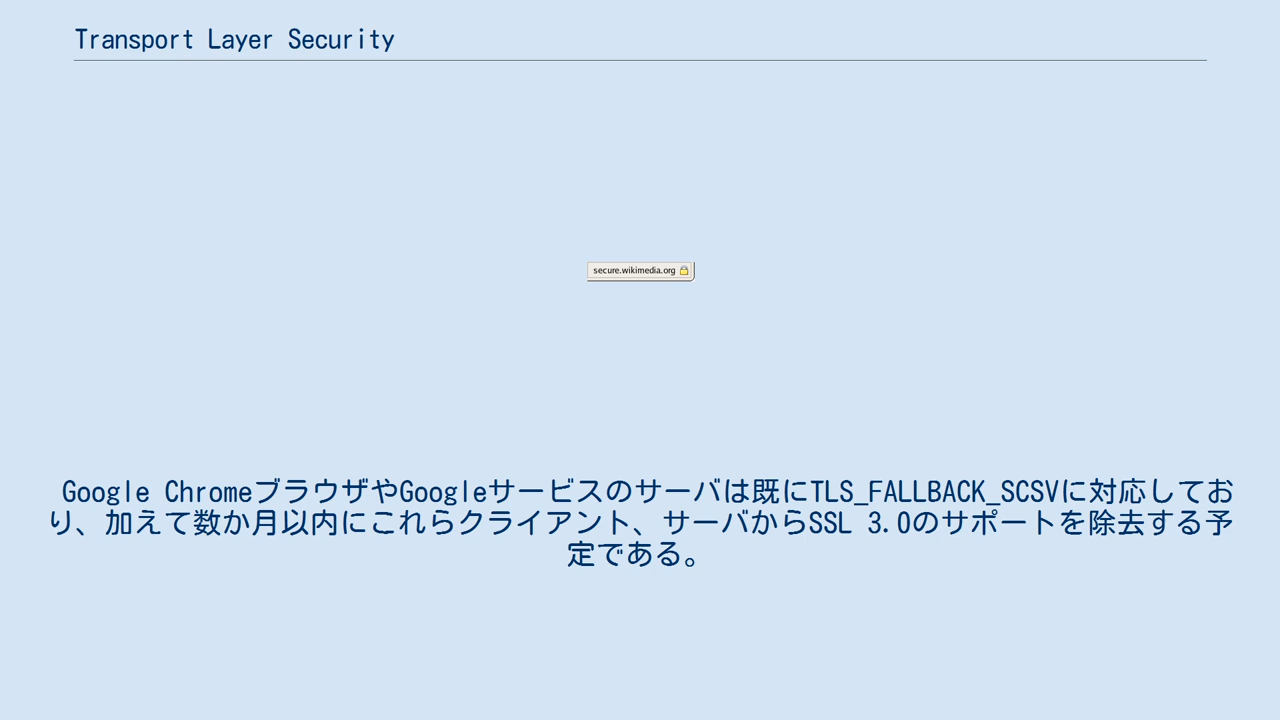 Transport Layer Security
secure.wikimedia.org
Google ChromeブラウザやGoogleサービスのサーバは既にTLS_FALLBACK_SCSVに対応してお
り、加えて数か月以内にこれらクライアント、サーバからSSL 3.0のサポートを除去する予
定である。